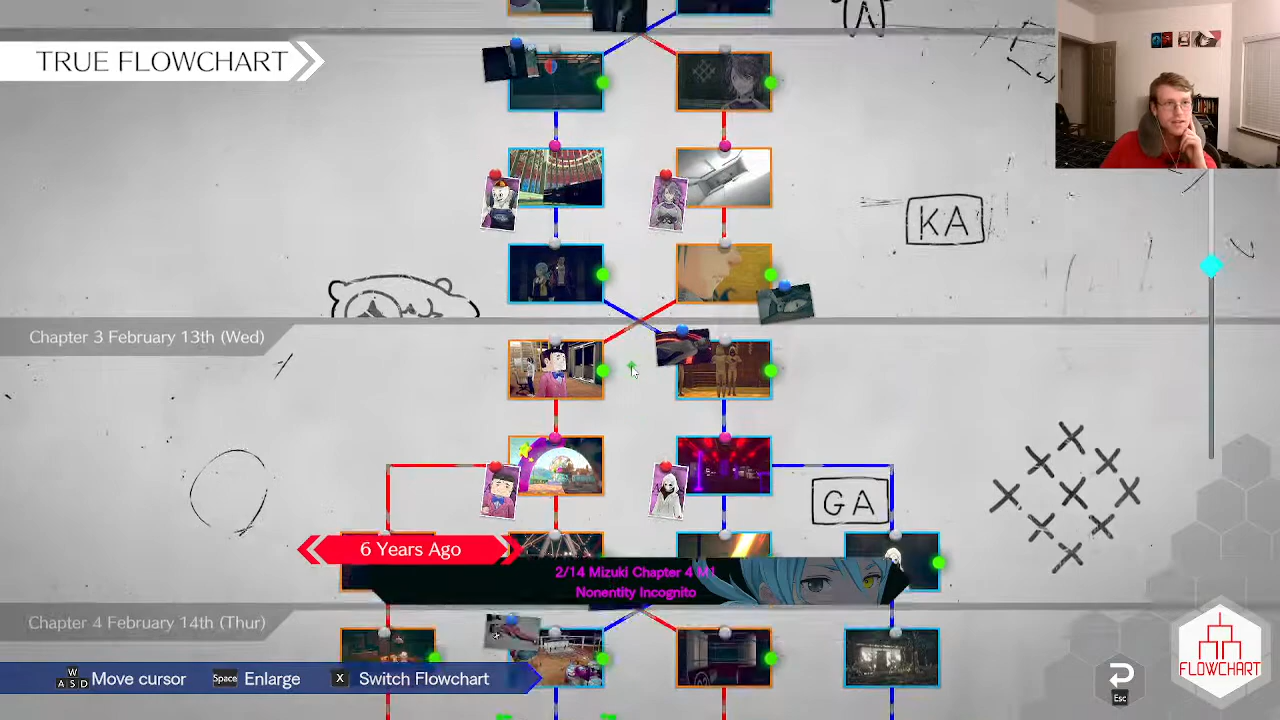 TRUE FLOWCHART
KA
Chapter 3 February 13th (Wed)
GA
6 Years Ago
2/14 Mizuki Chapter 4 M1
Nonentity Incognito
Chapter 4 February 14th (Thur)
W
A S D Move cursor
Space Enlarge
X Switch Flowchart
Esc
FLOWCHART